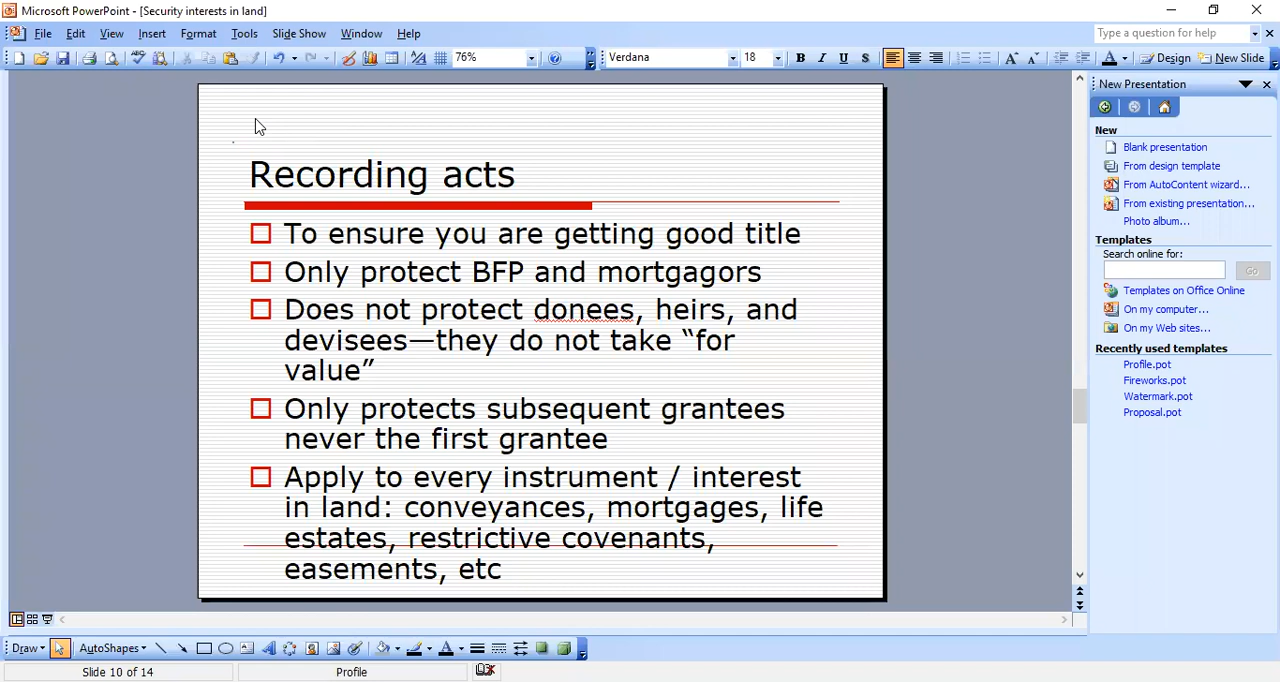 Microsoft PowerPoint - [Security interests in land]
File Edit View Insert Format Tools Slide Show Window Help
Type a question for help
76%
Verdana
18
Design
New Slide
New Presentation
New
Blank presentation
From design template
From AutoContent wizard...
From existing presentation...
Photo album...
Templates
Search online for:
Go
Templates on Office Online
On my computer...
On my Web sites...
Recently used templates
Profile.pot
Fireworks.pot
Watermark.pot
Proposal.pot
Recording acts
To ensure you are getting good title
Only protect BFP and mortgagors
Does not protect donees, heirs, and
devisees—they do not take “for
value”
Only protects subsequent grantees
never the first grantee
Apply to every instrument / interest
in land: conveyances, mortgages, life
estates, restrictive covenants,
easements, etc
Draw AutoShapes
Slide 10 of 14
Profile